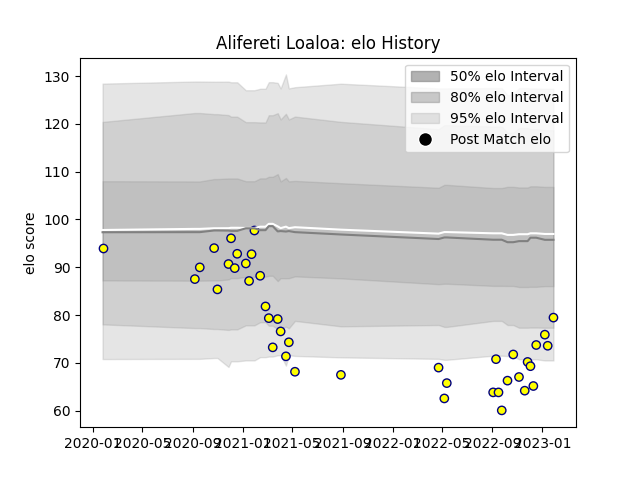 Alifereti Loaloa: elo History
50% elo Interval
80% elo Interval
95% elo Interval
Post Match elo
elo score
130
120
110
100
90
80
70
60
2020-01 2020-05 2020-09 2021-01 2021-05 2021-09 2022-01 2022-05 2022-09 2023-01